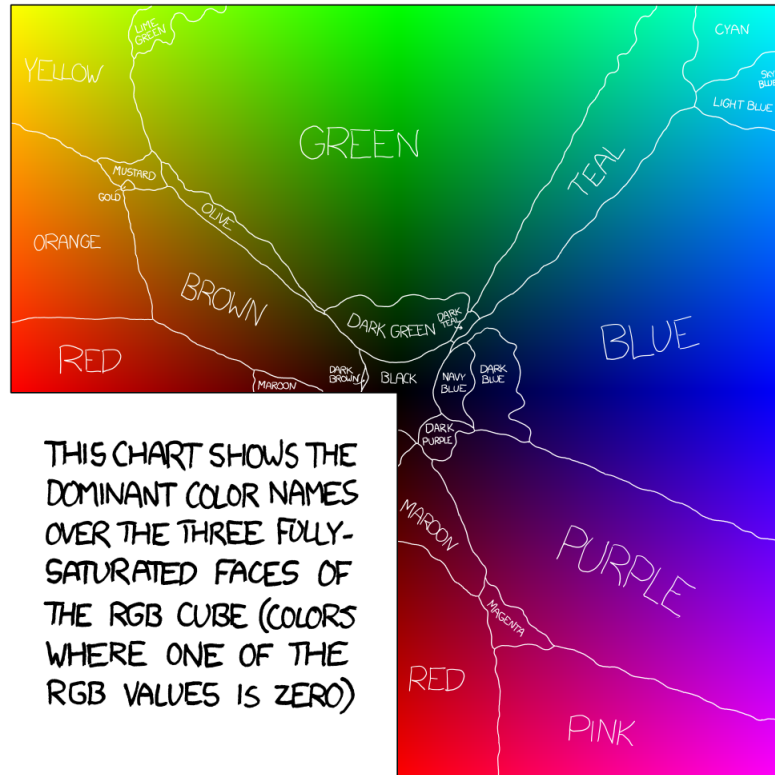 LIME
GREEN
CYAN
YELLOW
SKY
BLUE
LIGHT BLUE
GREEN
TEAL
MUSTARD
GOLD
OLIVE
ORANGE
BROWN
DARK GREEN
DARK
TEAL
BLUE
RED
MAROON
DARK
BROWN
BLACK
NAVY
BLUE
DARK
BLUE
DARK
PURPLE
MAROON
PURPLE
MAGENTA
RED
PINK
THIS CHART SHOWS THE
DOMINANT COLOR NAMES
OVER THE THREE FULLY-
SATURATED FACES OF
THE RGB CUBE (COLORS
WHERE ONE OF THE
RGB VALUES IS ZERO)